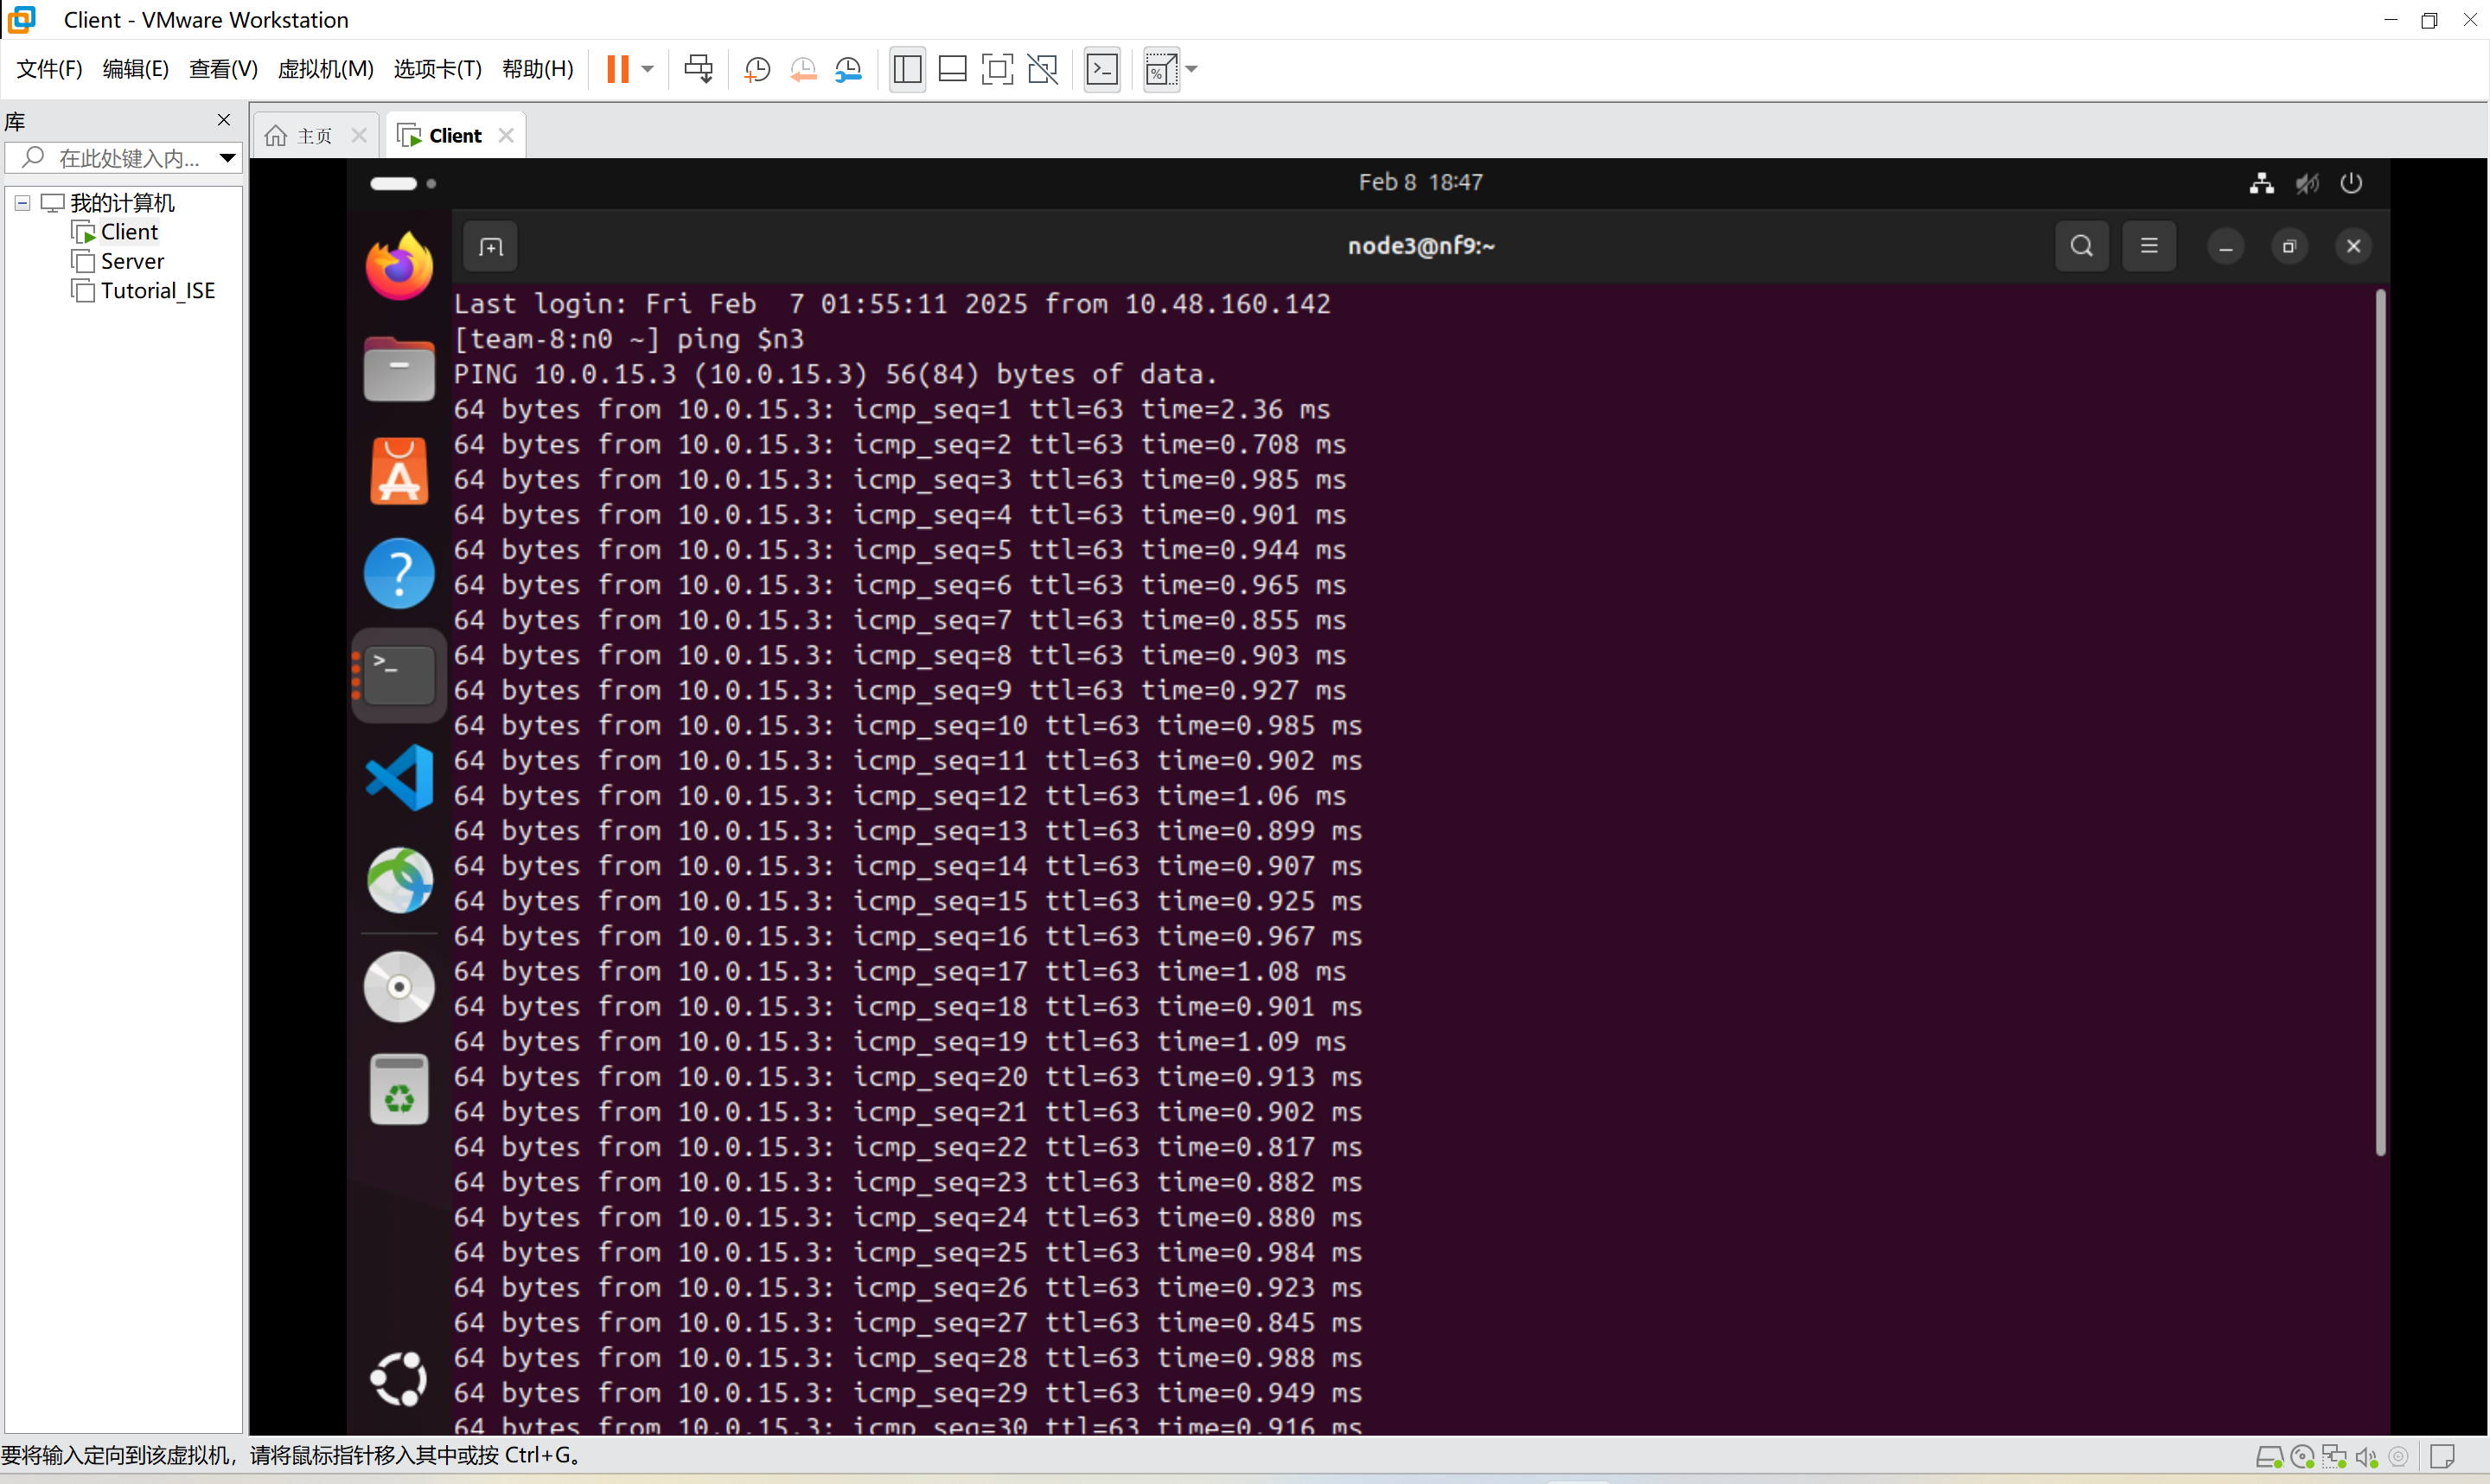 Client - VMware Workstation
文件(F) 编辑(E) 查看(V) 虚拟机(M) 选项卡(T) 帮助(H)
库
在此处键入内...
主页
Client
我的计算机
Client
Server
Tutorial_ISE
Feb 8 18:47
node3@nf9:~
Last login: Fri Feb  7 01:55:11 2025 from 10.48.160.142
[team-8:n0 ~] ping $n3
PING 10.0.15.3 (10.0.15.3) 56(84) bytes of data.
64 bytes from 10.0.15.3: icmp_seq=1 ttl=63 time=2.36 ms
64 bytes from 10.0.15.3: icmp_seq=2 ttl=63 time=0.708 ms
64 bytes from 10.0.15.3: icmp_seq=3 ttl=63 time=0.985 ms
64 bytes from 10.0.15.3: icmp_seq=4 ttl=63 time=0.901 ms
64 bytes from 10.0.15.3: icmp_seq=5 ttl=63 time=0.944 ms
64 bytes from 10.0.15.3: icmp_seq=6 ttl=63 time=0.965 ms
64 bytes from 10.0.15.3: icmp_seq=7 ttl=63 time=0.855 ms
64 bytes from 10.0.15.3: icmp_seq=8 ttl=63 time=0.903 ms
64 bytes from 10.0.15.3: icmp_seq=9 ttl=63 time=0.927 ms
64 bytes from 10.0.15.3: icmp_seq=10 ttl=63 time=0.985 ms
64 bytes from 10.0.15.3: icmp_seq=11 ttl=63 time=0.902 ms
64 bytes from 10.0.15.3: icmp_seq=12 ttl=63 time=1.06 ms
64 bytes from 10.0.15.3: icmp_seq=13 ttl=63 time=0.899 ms
64 bytes from 10.0.15.3: icmp_seq=14 ttl=63 time=0.907 ms
64 bytes from 10.0.15.3: icmp_seq=15 ttl=63 time=0.925 ms
64 bytes from 10.0.15.3: icmp_seq=16 ttl=63 time=0.967 ms
64 bytes from 10.0.15.3: icmp_seq=17 ttl=63 time=1.08 ms
64 bytes from 10.0.15.3: icmp_seq=18 ttl=63 time=0.901 ms
64 bytes from 10.0.15.3: icmp_seq=19 ttl=63 time=1.09 ms
64 bytes from 10.0.15.3: icmp_seq=20 ttl=63 time=0.913 ms
64 bytes from 10.0.15.3: icmp_seq=21 ttl=63 time=0.902 ms
64 bytes from 10.0.15.3: icmp_seq=22 ttl=63 time=0.817 ms
64 bytes from 10.0.15.3: icmp_seq=23 ttl=63 time=0.882 ms
64 bytes from 10.0.15.3: icmp_seq=24 ttl=63 time=0.880 ms
64 bytes from 10.0.15.3: icmp_seq=25 ttl=63 time=0.984 ms
64 bytes from 10.0.15.3: icmp_seq=26 ttl=63 time=0.923 ms
64 bytes from 10.0.15.3: icmp_seq=27 ttl=63 time=0.845 ms
64 bytes from 10.0.15.3: icmp_seq=28 ttl=63 time=0.988 ms
64 bytes from 10.0.15.3: icmp_seq=29 ttl=63 time=0.949 ms
64 bytes from 10.0.15.3: icmp_seq=30 ttl=63 time=0.916 ms
要将输入定向到该虚拟机，请将鼠标指针移入其中或按 Ctrl+G。